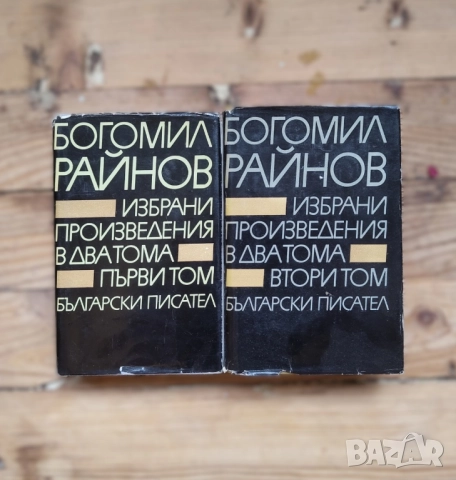 БОГОМИЛ
РАЙНОВ
ИЗБРАНИ
ПРОИЗВЕДЕНИЯ
В ДВА ТОМА
ПЪРВИ ТОМ
БЪЛГАРСКИ ПИСАТЕЛ
БОГОМИЛ
РАЙНОВ
ИЗБРАНИ
ПРОИЗВЕДЕНИЯ
В ДВА ТОМА
ВТОРИ ТОМ
БЪЛГАРСКИ ПИСАТЕЛ
BAZAR